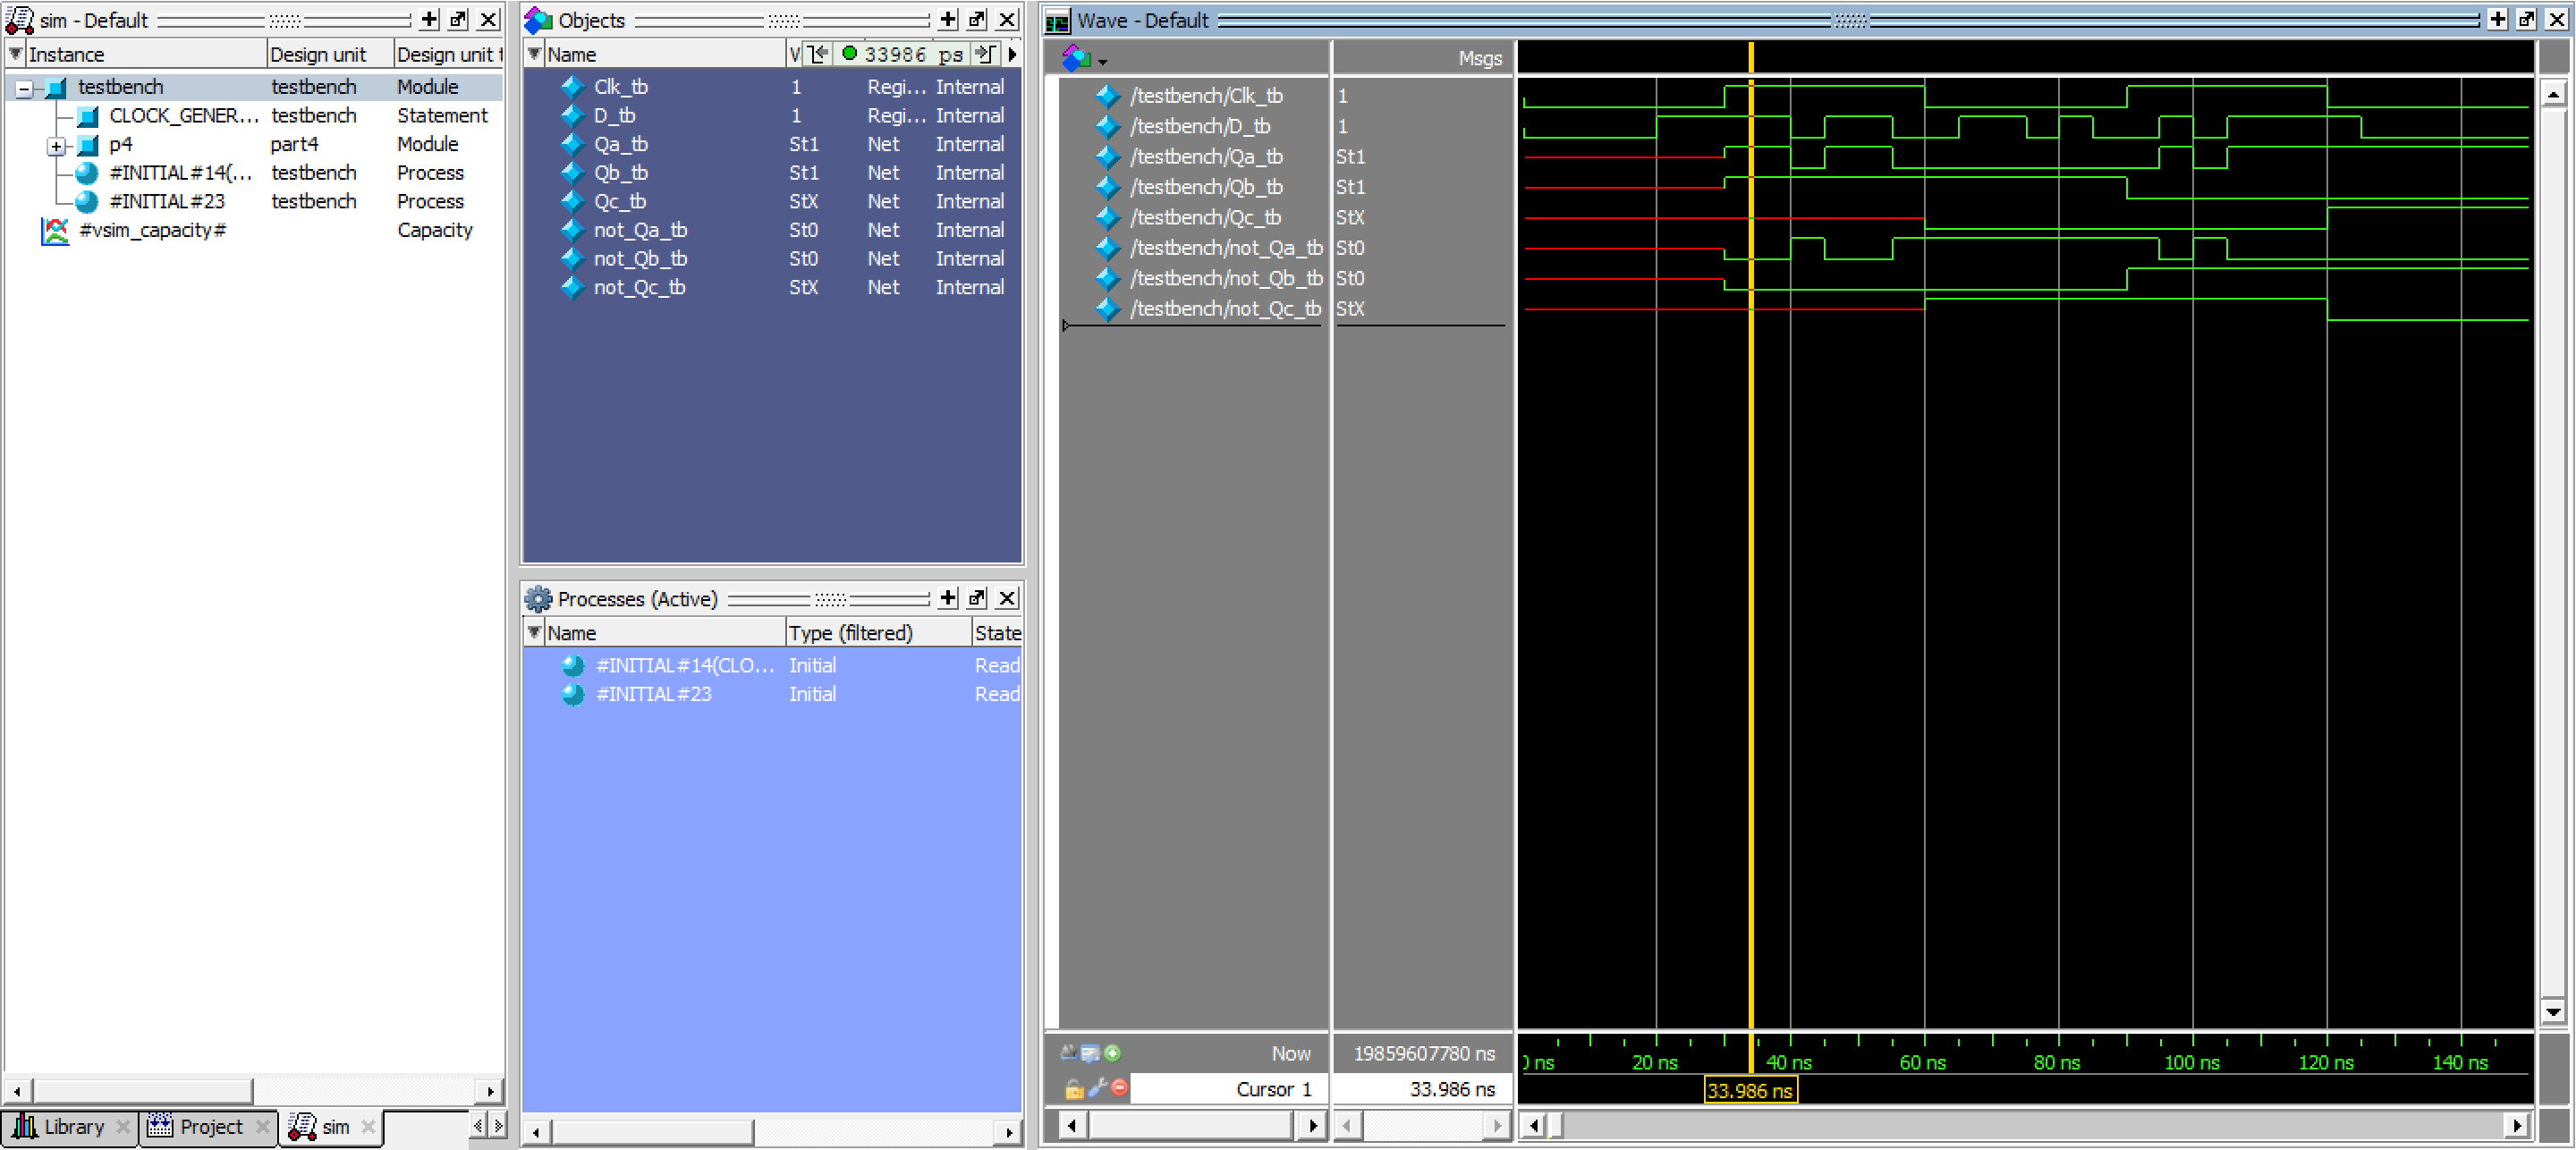 sim - Default
Instance Design unit Design unit t
testbench testbench Module
CLOCK_GENER... testbench Statement
p4 part4 Module
#INITIAL#14(... testbench Process
#INITIAL#23 testbench Process
#vsim_capacity# Capacity
Library Project sim
Objects
Name V 33986 ps
Clk_tb 1 Regi... Internal
D_tb 1 Regi... Internal
Qa_tb St1 Net Internal
Qb_tb St1 Net Internal
Qc_tb StX Net Internal
not_Qa_tb St0 Net Internal
not_Qb_tb St0 Net Internal
not_Qc_tb StX Net Internal
Processes (Active)
Name Type (filtered) State
#INITIAL#14(CLO... Initial Read
#INITIAL#23 Initial Read
Wave - Default
Msgs
/testbench/Clk_tb 1
/testbench/D_tb 1
/testbench/Qa_tb St1
/testbench/Qb_tb St1
/testbench/Qc_tb StX
/testbench/not_Qa_tb St0
/testbench/not_Qb_tb St0
/testbench/not_Qc_tb StX
Now 19859607780 ns
ns 20 ns 40 ns 60 ns 80 ns 100 ns 120 ns 140 ns
Cursor 1 33.986 ns
33.986 ns